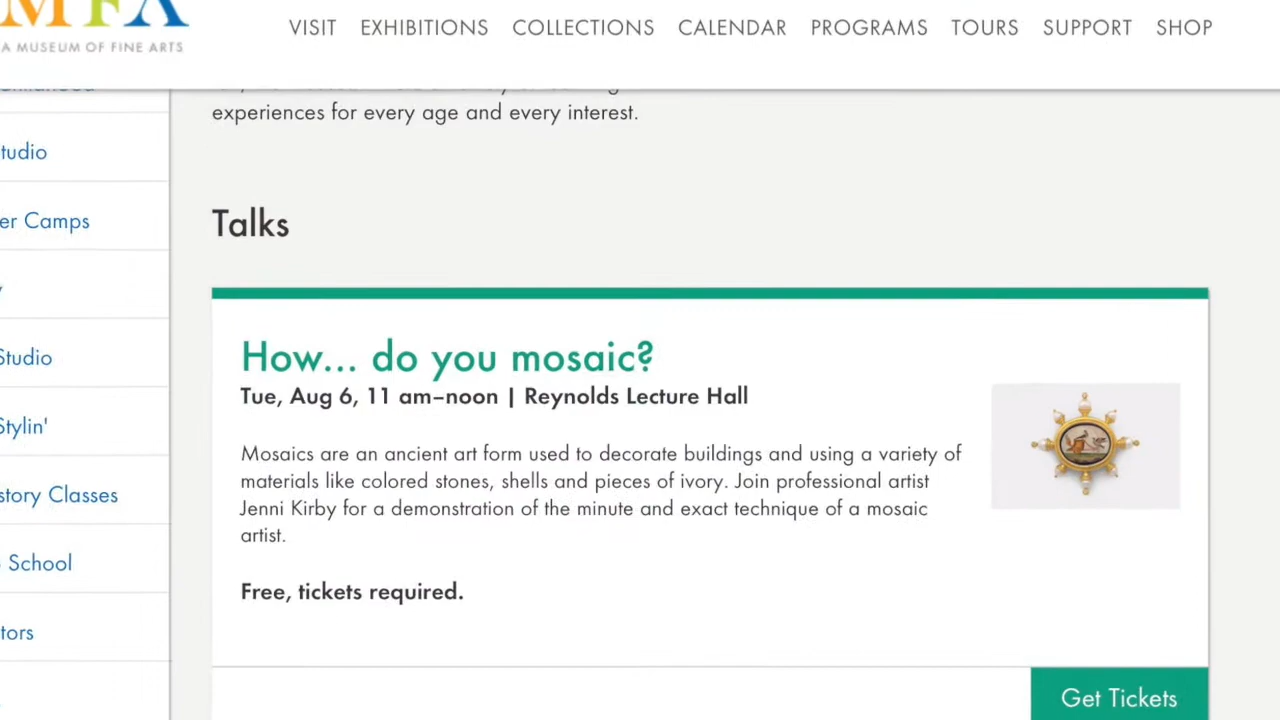 MFA
A MUSEUM OF FINE ARTS
VISIT EXHIBITIONS COLLECTIONS CALENDAR PROGRAMS TOURS SUPPORT SHOP
experiences for every age and every interest.
tudio
er Camps
y
Studio
Stylin'
story Classes
School
tors
Talks
How... do you mosaic?
Tue, Aug 6, 11 am–noon | Reynolds Lecture Hall
Mosaics are an ancient art form used to decorate buildings and using a variety of
materials like colored stones, shells and pieces of ivory. Join professional artist
Jenni Kirby for a demonstration of the minute and exact technique of a mosaic
artist.
Free, tickets required.
Get Tickets